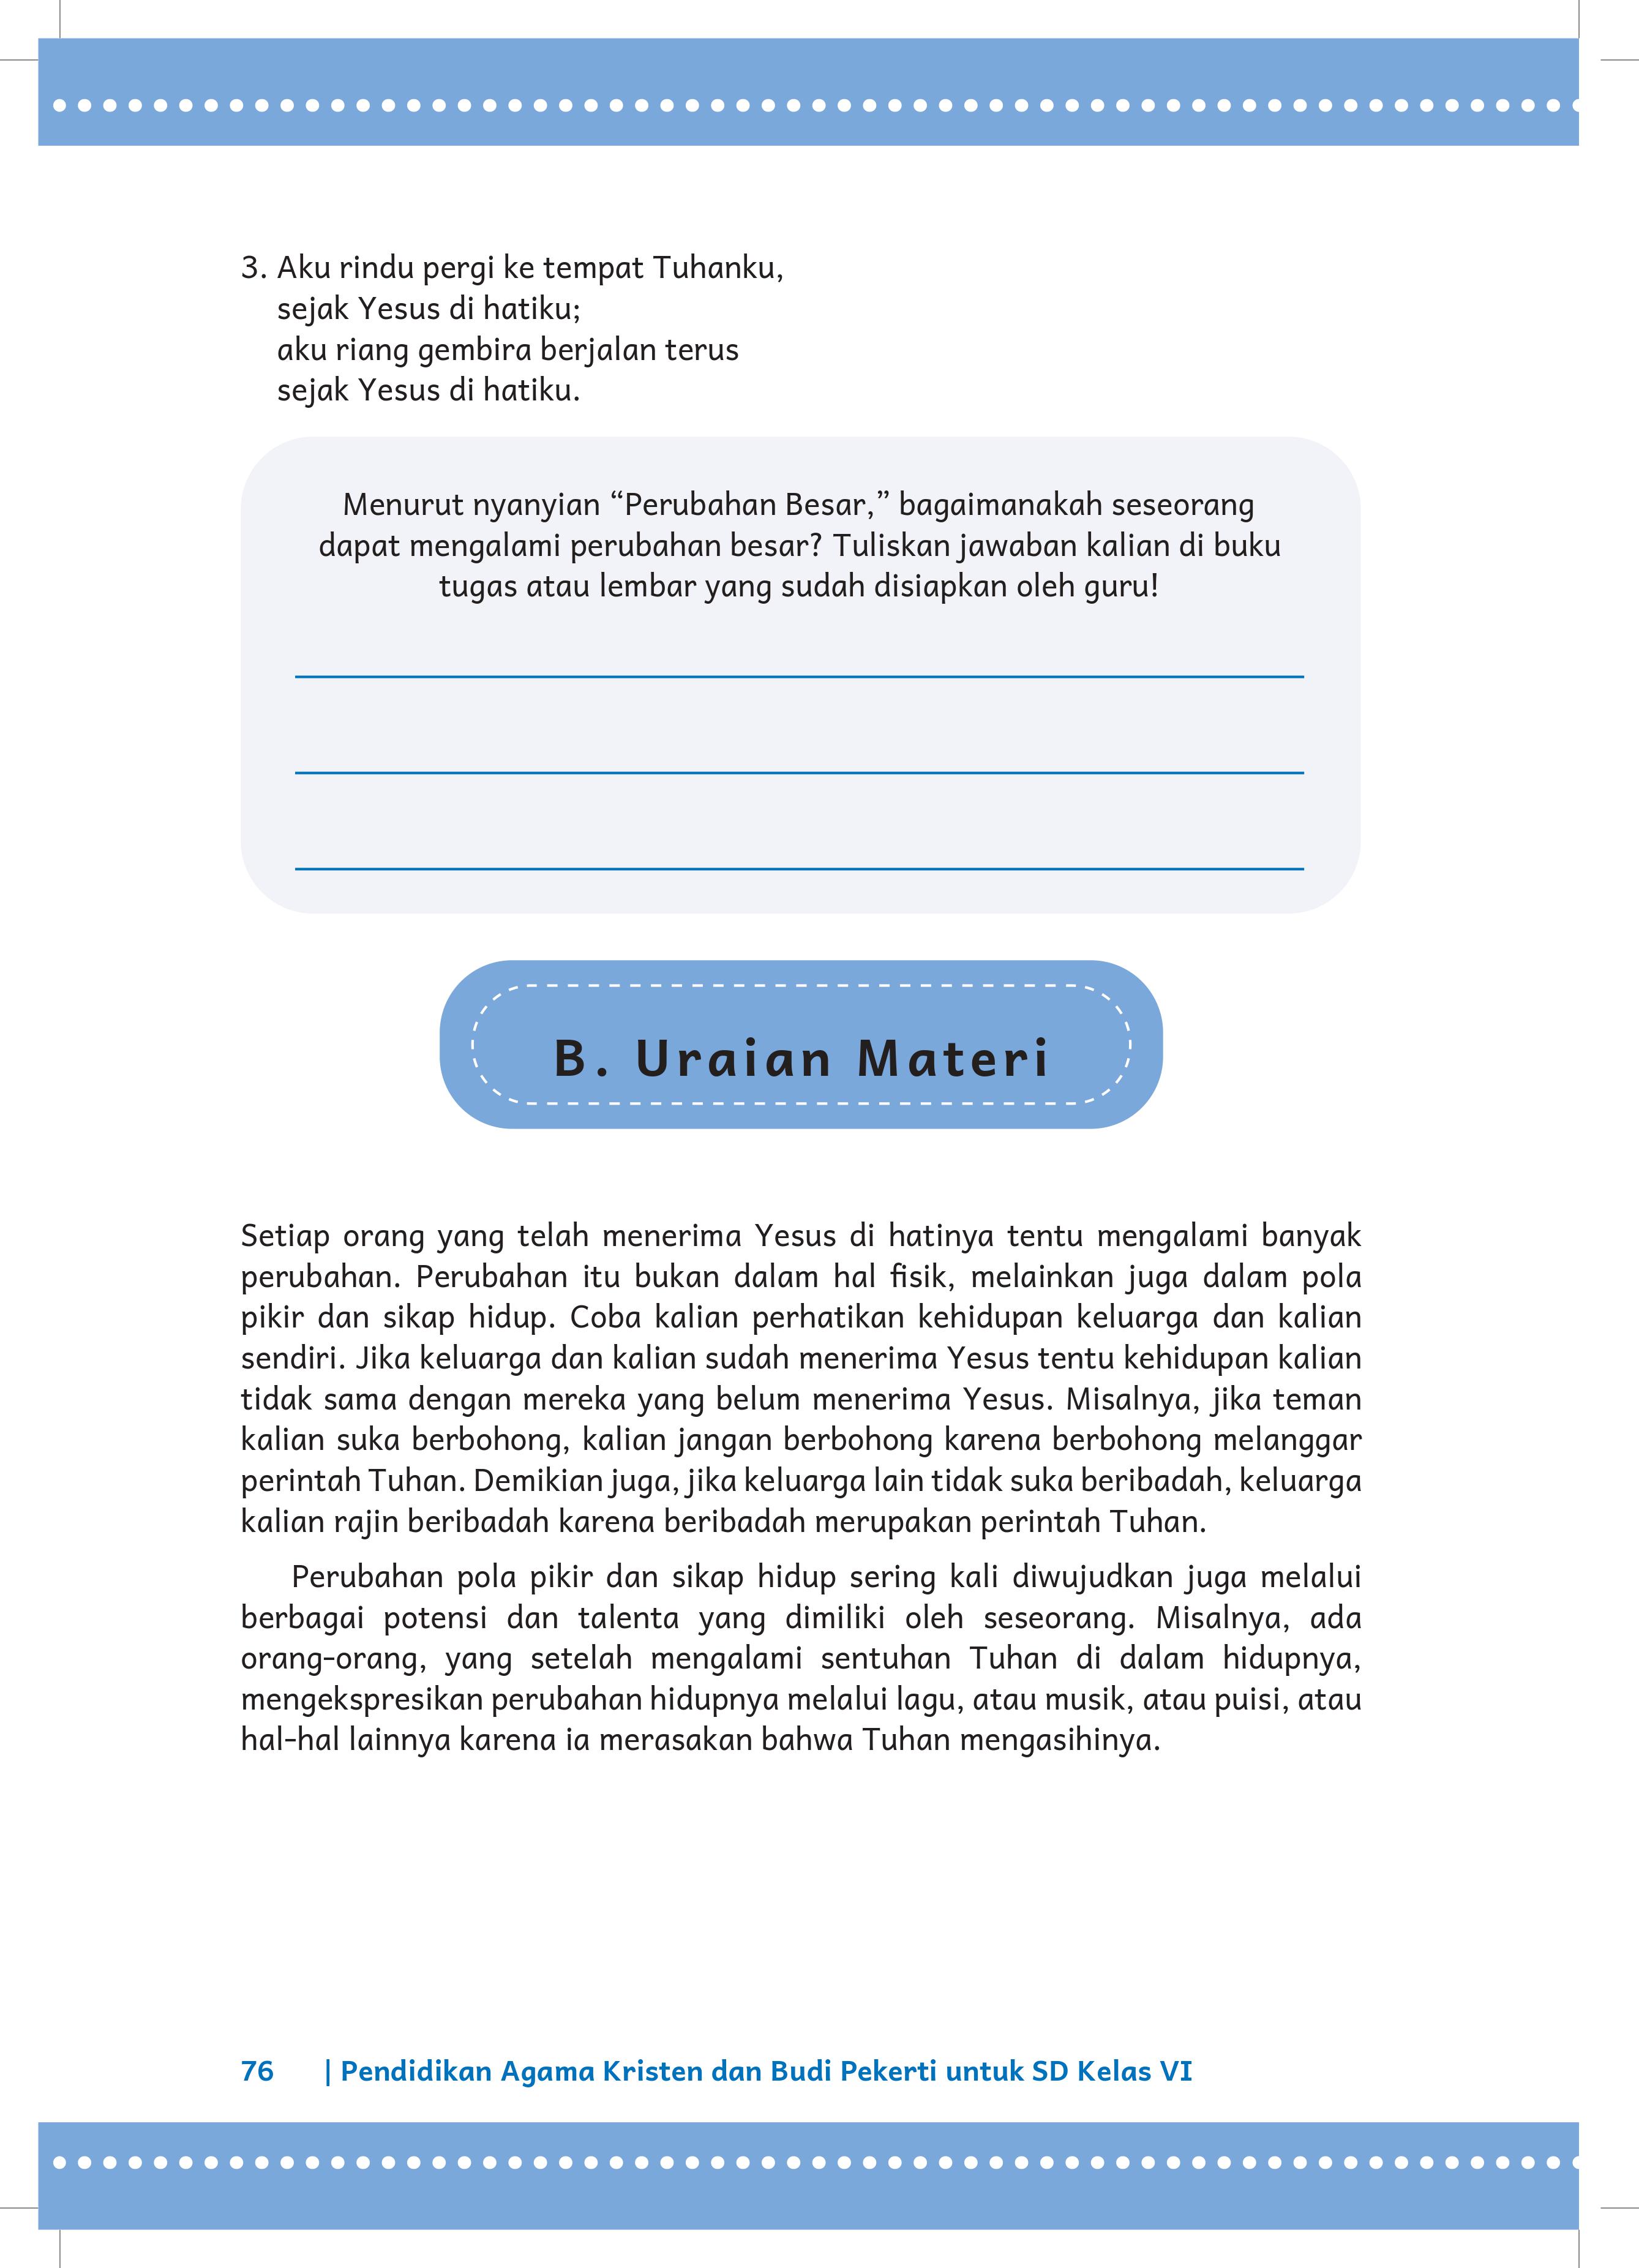 3. Aku rindu pergi ke tempat Tuhanku,
sejak Yesus di hatiku;
aku riang gembira berjalan terus
sejak Yesus di hatiku.
Menurut nyanyian “Perubahan Besar,” bagaimanakah seseorang
dapat mengalami perubahan besar? Tuliskan jawaban kalian di buku
tugas atau lembar yang sudah disiapkan oleh guru!
B. Uraian Materi
Setiap orang yang telah menerima Yesus di hatinya tentu mengalami banyak
perubahan. Perubahan itu bukan dalam hal fisik, melainkan juga dalam pola
pikir dan sikap hidup. Coba kalian perhatikan kehidupan keluarga dan kalian
sendiri. Jika keluarga dan kalian sudah menerima Yesus tentu kehidupan kalian
tidak sama dengan mereka yang belum menerima Yesus. Misalnya, jika teman
kalian suka berbohong, kalian jangan berbohong karena berbohong melanggar
perintah Tuhan. Demikian juga, jika keluarga lain tidak suka beribadah, keluarga
kalian rajin beribadah karena beribadah merupakan perintah Tuhan.
Perubahan pola pikir dan sikap hidup sering kali diwujudkan juga melalui
berbagai potensi dan talenta yang dimiliki oleh seseorang. Misalnya, ada
orang-orang, yang setelah mengalami sentuhan Tuhan di dalam hidupnya,
mengekspresikan perubahan hidupnya melalui lagu, atau musik, atau puisi, atau
hal-hal lainnya karena ia merasakan bahwa Tuhan mengasihinya.
76 | Pendidikan Agama Kristen dan Budi Pekerti untuk SD Kelas VI